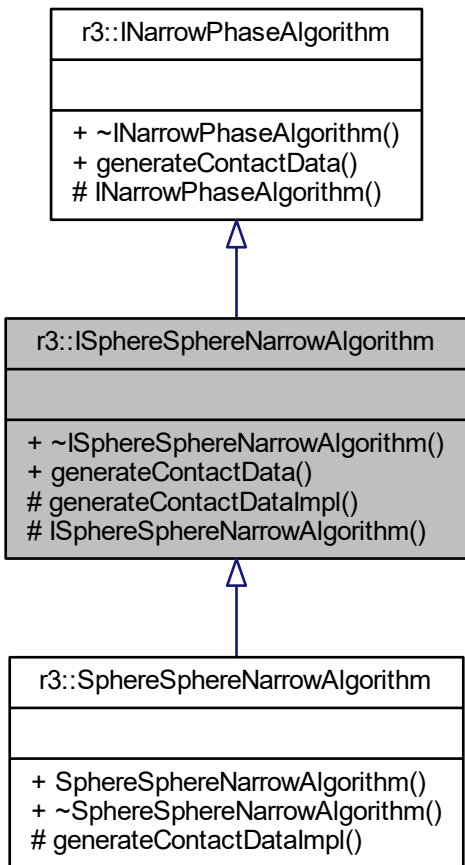 r3::INarrowPhaseAlgorithm
+ ~INarrowPhaseAlgorithm()
+ generateContactData()
# INarrowPhaseAlgorithm()
r3::ISphereSphereNarrowAlgorithm
+ ~ISphereSphereNarrowAlgorithm()
+ generateContactData()
# generateContactDataImpl()
# ISphereSphereNarrowAlgorithm()
r3::SphereSphereNarrowAlgorithm
+ SphereSphereNarrowAlgorithm()
+ ~SphereSphereNarrowAlgorithm()
# generateContactDataImpl()